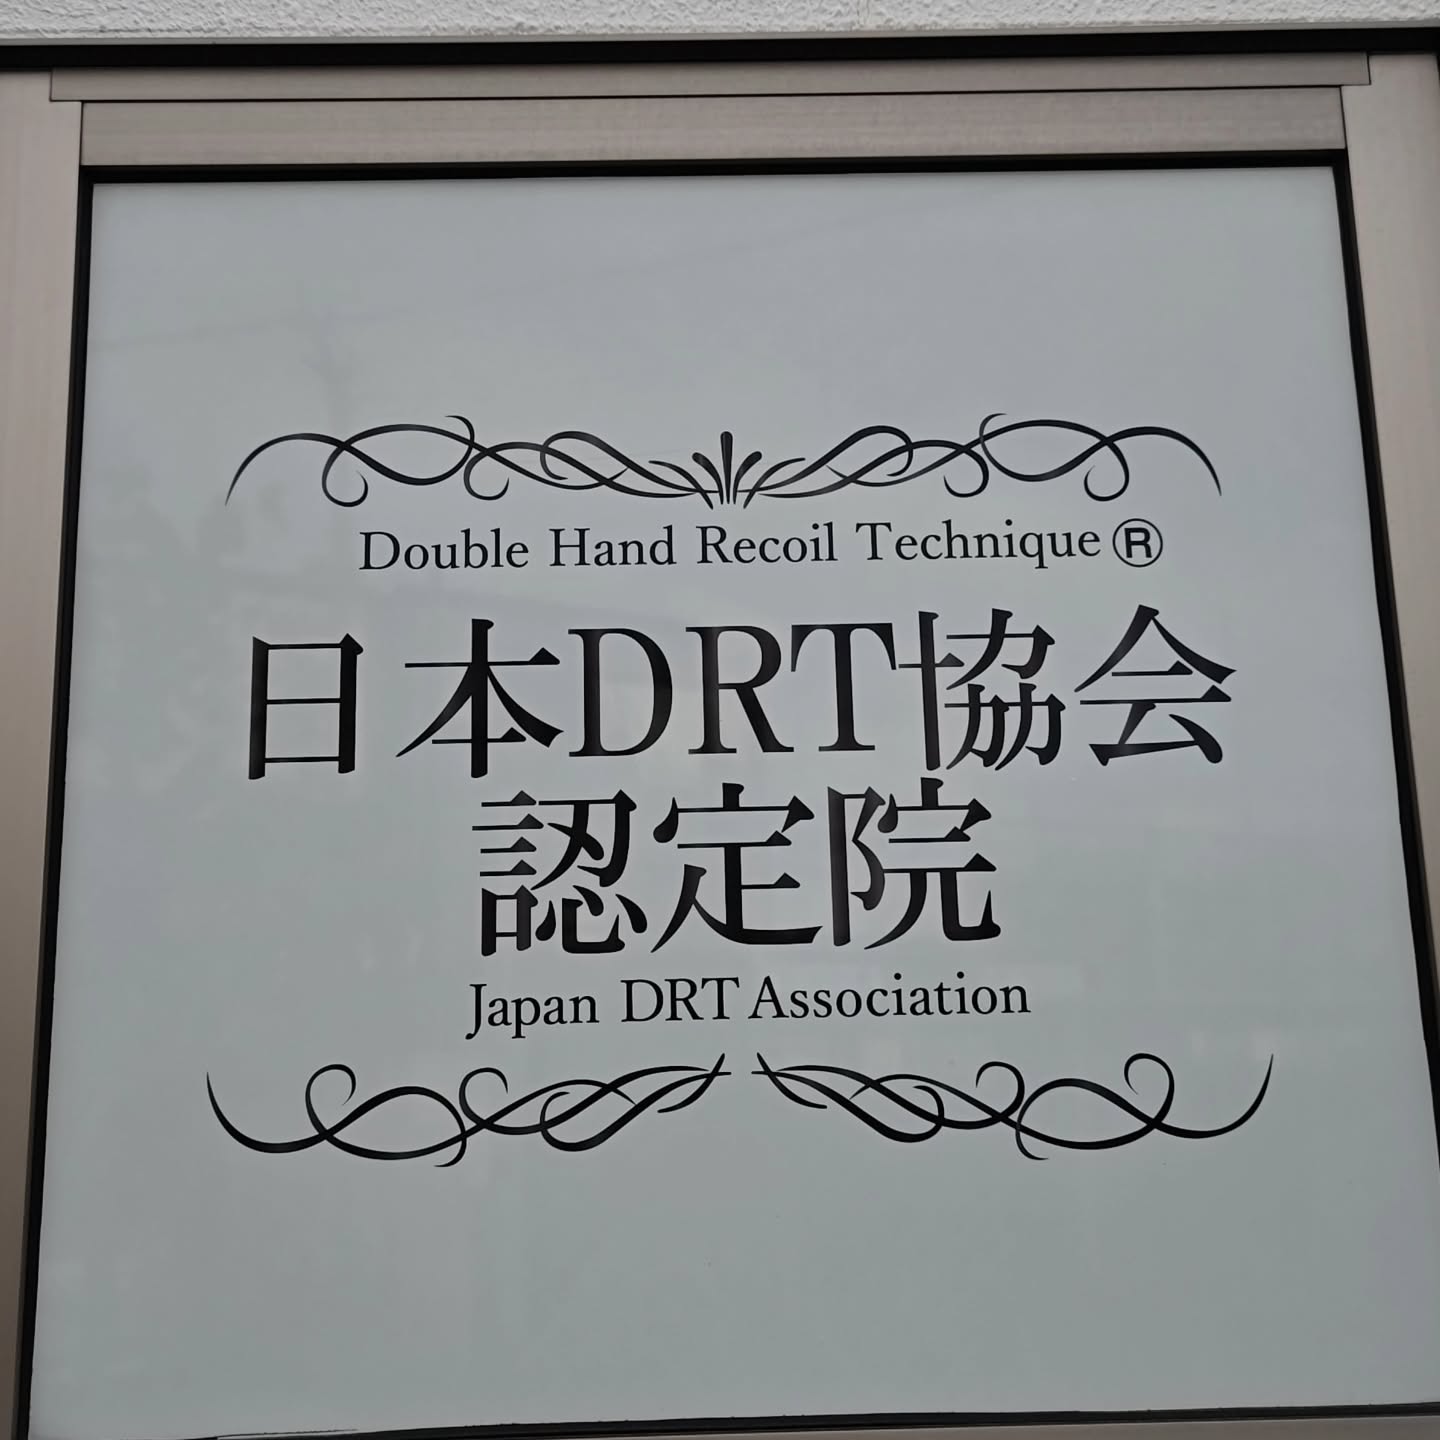 Double Hand Recoil Technique®
日本DRT協会
認定院
Japan DRT Association